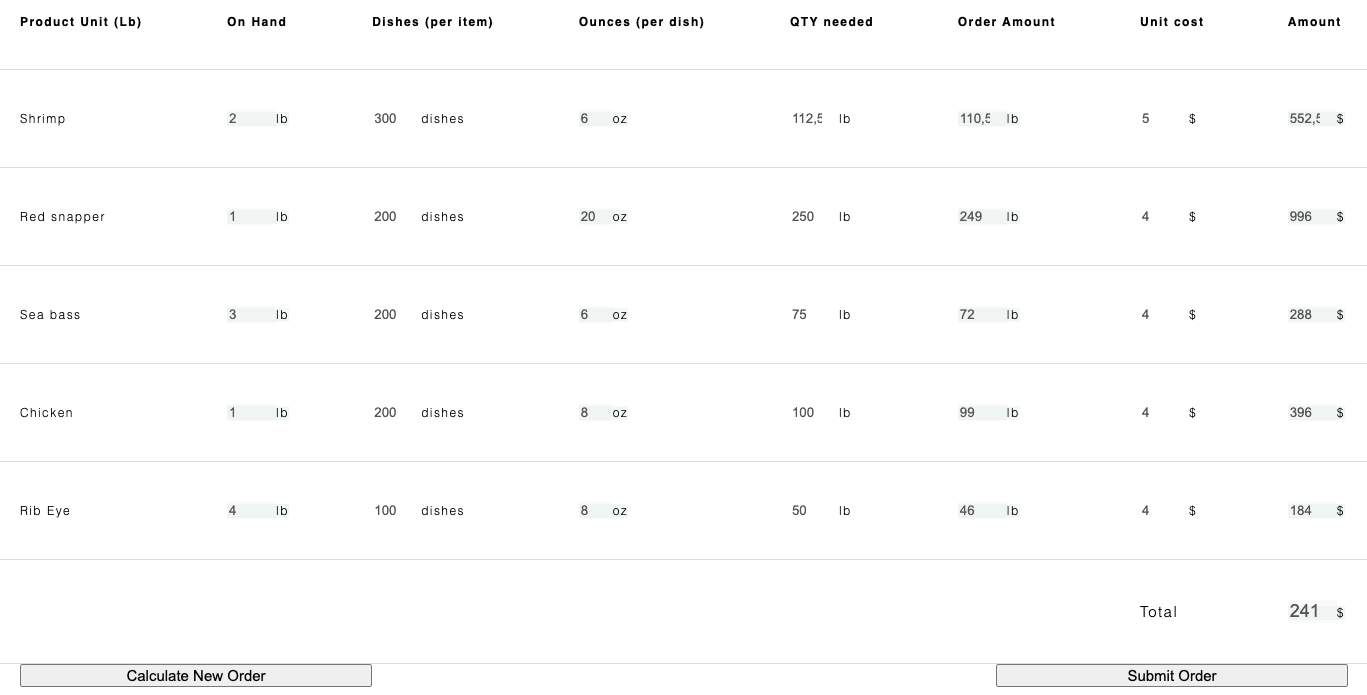 Product Unit (Lb) On Hand Dishes (per item) Ounces (per dish) QTY needed Order Amount Unit cost Amount
Shrimp 2 lb 300 dishes 6 oz 112,5 lb 110,5 lb 5 $ 552,5 $
Red snapper 1 lb 200 dishes 20 oz 250 lb 249 lb 4 $ 996 $
Sea bass 3 lb 200 dishes 6 oz 75 lb 72 lb 4 $ 288 $
Chicken 1 lb 200 dishes 8 oz 100 lb 99 lb 4 $ 396 $
Rib Eye 4 lb 100 dishes 8 oz 50 lb 46 lb 4 $ 184 $
Total 241 $
Calculate New Order Submit Order